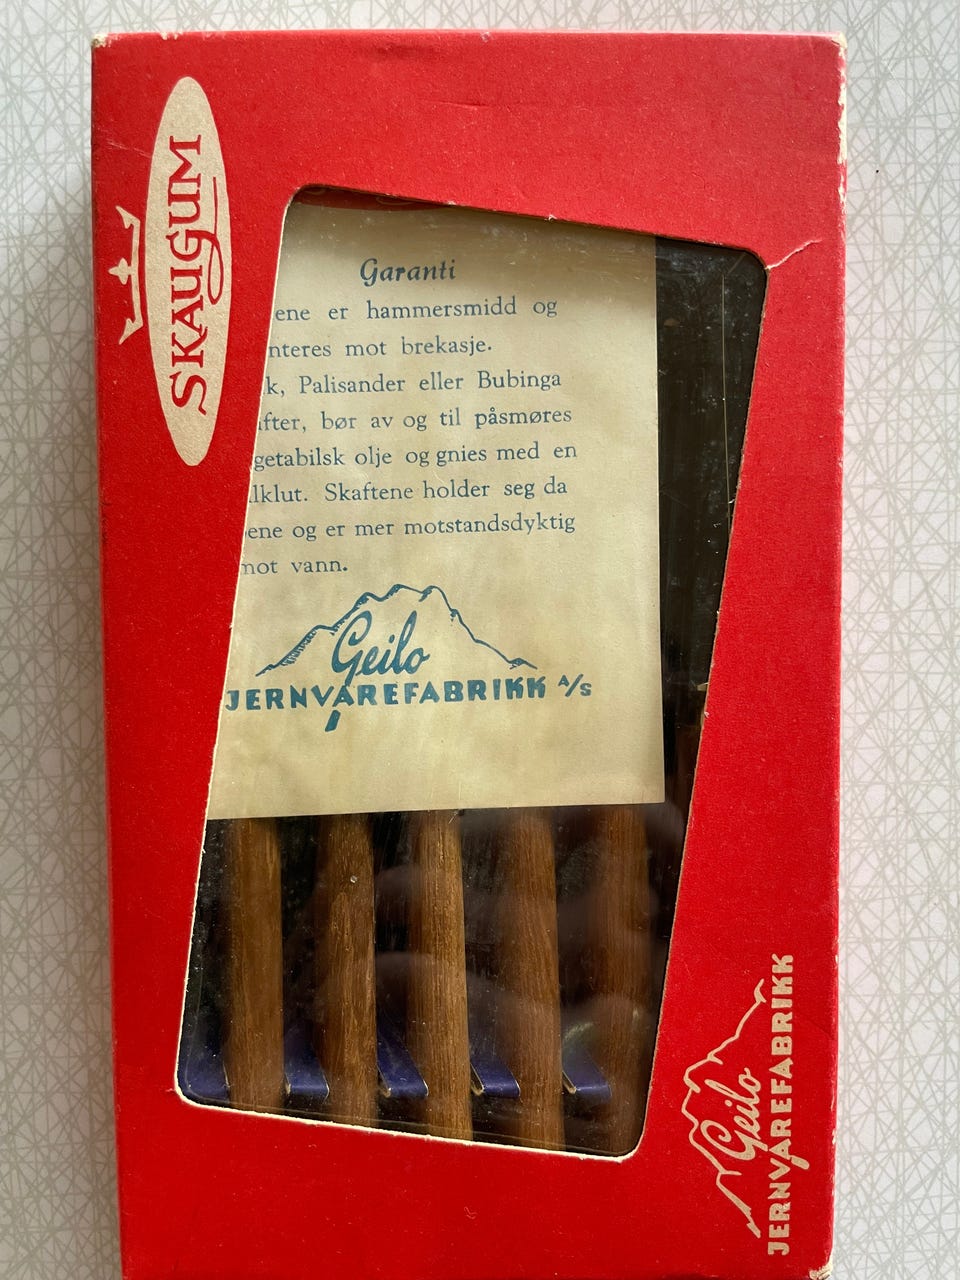 SKAUGUM
Garanti
ene er hammersmidd og
nteres mot brekasje.
k, Palisander eller Bubinga
fter, bør av og til påsmøres
getabilsk olje og gnies med en
lklut. Skaftene holder seg da
ene og er mer motstandsdyktig
mot vann.
Geilo
JERNVAREFABRIKK A/S
Geilo
JERNVAREFABRIKK